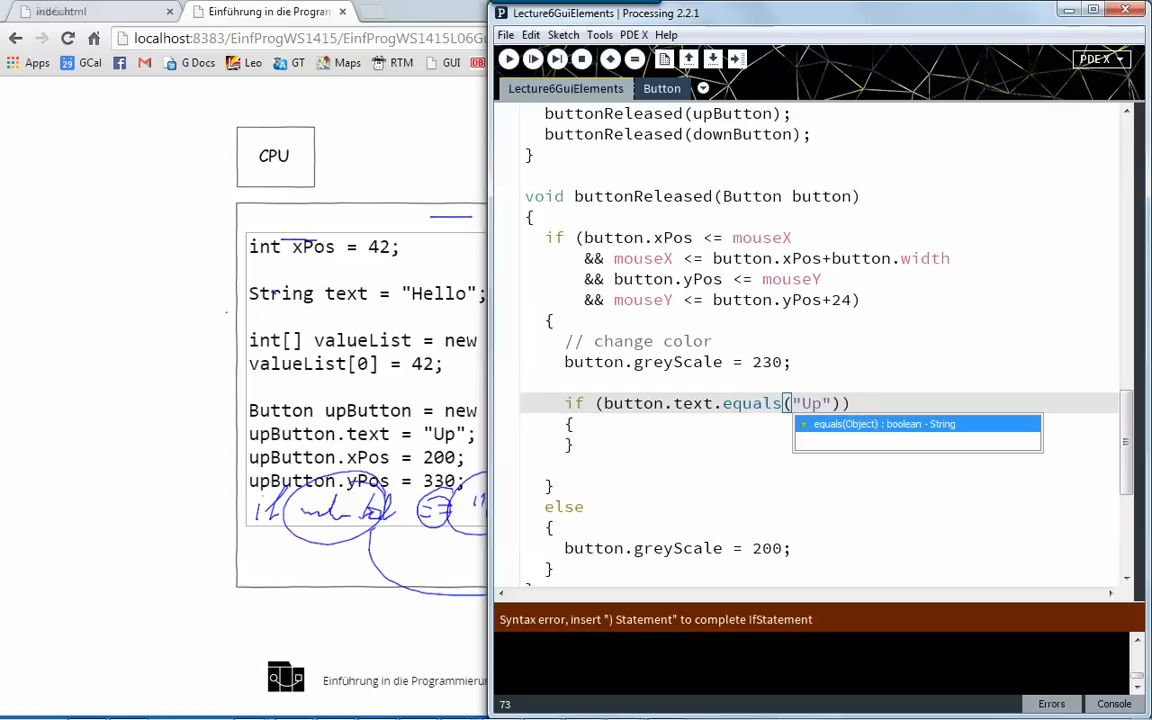 index.html
Einführung in die Program
localhost:8383/EinfProgWS1415/EinfProgWS1415L06Gu
Apps
GCal
G Docs
Leo
GT
Maps
RTM
GUI
CPU
int xPos = 42;
String text = "Hello";
int[] valueList = new
valueList[0] = 42;
Button upButton = new
upButton.text = "Up";
upButton.xPos = 200;
upButton.yPos = 330;
if
Einführung in die Programmierun
Lecture6GuiElements | Processing 2.2.1
File Edit Sketch Tools PDE X Help
PDE X
Lecture6GuiElements Button
buttonReleased(upButton);
buttonReleased(downButton);
}
void buttonReleased(Button button)
{
if (button.xPos <= mouseX
&& mouseX <= button.xPos+button.width
&& button.yPos <= mouseY
&& mouseY <= button.yPos+24)
{
// change color
button.greyScale = 230;
if (button.text.equals("Up"))
equals(Object) : boolean - String
{
}
}
else
{
button.greyScale = 200;
}
Syntax error, insert ") Statement" to complete IfStatement
73
Errors Console